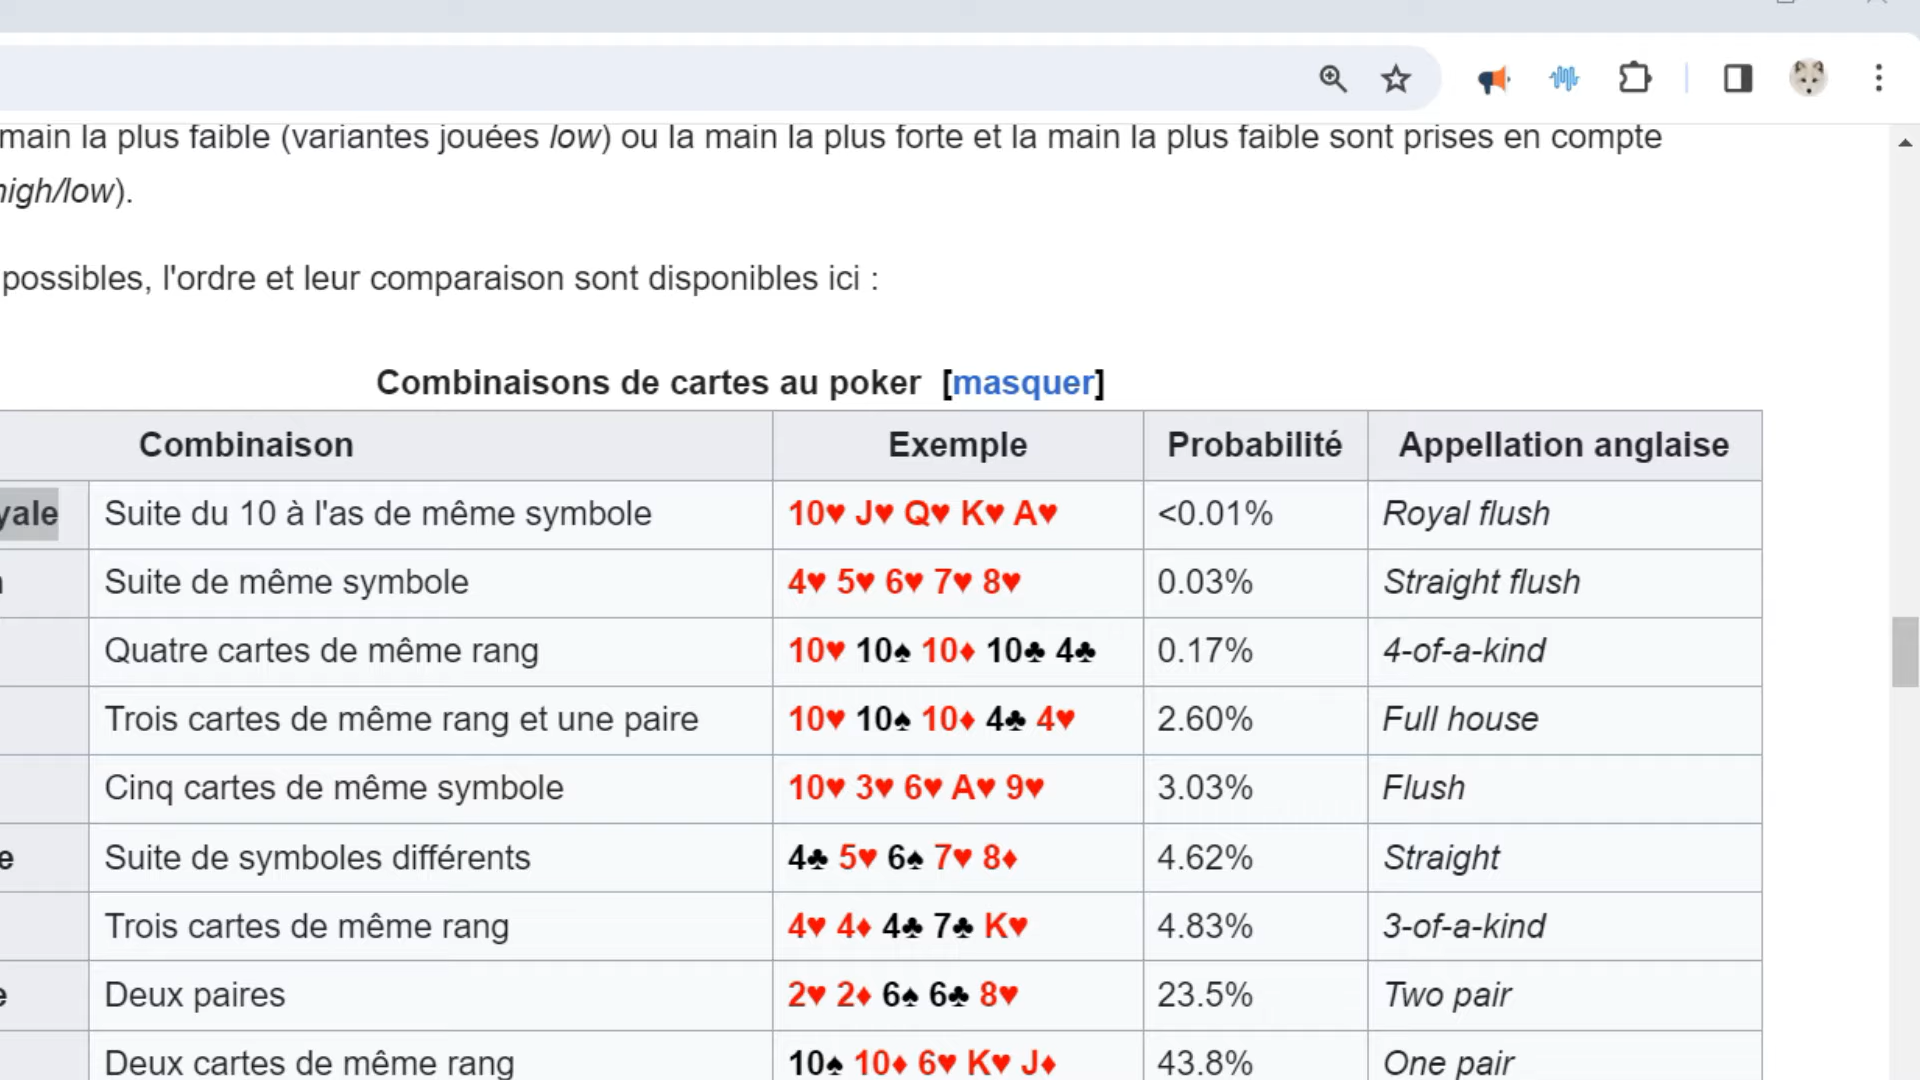 main la plus faible (variantes jouées low) ou la main la plus forte et la main la plus faible sont prises en compte
high/low).
possibles, l'ordre et leur comparaison sont disponibles ici :
Combinaisons de cartes au poker [masquer]
Combinaison Exemple Probabilité Appellation anglaise
yale Suite du 10 à l'as de même symbole 10♥ J♥ Q♥ K♥ A♥ <0.01% Royal flush
n Suite de même symbole 4♥ 5♥ 6♥ 7♥ 8♥ 0.03% Straight flush
Quatre cartes de même rang 10♥ 10♠ 10♦ 10♣ 4♣ 0.17% 4-of-a-kind
Trois cartes de même rang et une paire 10♥ 10♠ 10♦ 4♣ 4♥ 2.60% Full house
Cinq cartes de même symbole 10♥ 3♥ 6♥ A♥ 9♥ 3.03% Flush
e Suite de symboles différents 4♣ 5♥ 6♠ 7♥ 8♦ 4.62% Straight
Trois cartes de même rang 4♥ 4♦ 4♣ 7♣ K♥ 4.83% 3-of-a-kind
e Deux paires 2♥ 2♦ 6♠ 6♣ 8♥ 23.5% Two pair
Deux cartes de même rang 10♠ 10♦ 6♥ K♥ J♦ 43.8% One pair